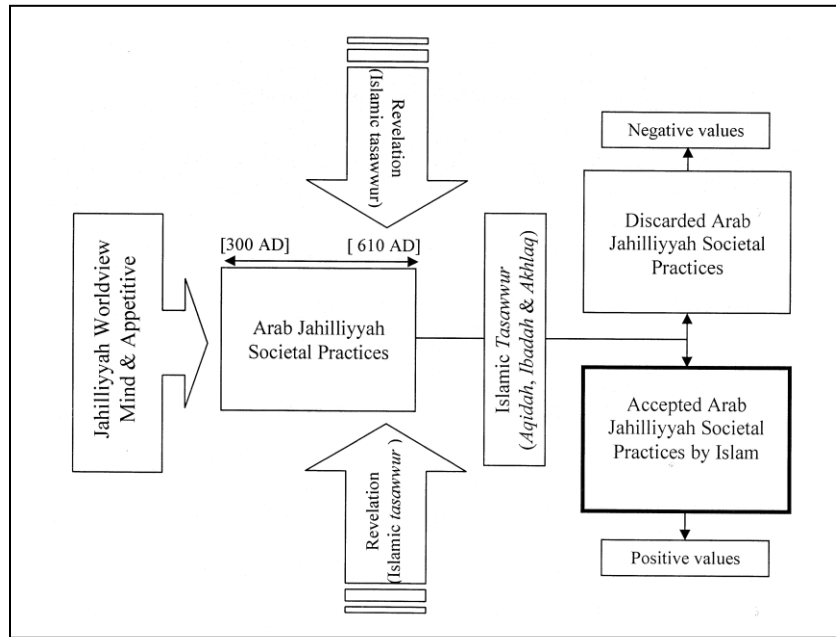 Revelation
(Islamic tasawwur)
Negative values
Discarded Arab
Jahilliyyah Societal
Practices
[300 AD]
[ 610 AD]
Jahilliyyah Worldview
Mind & Appetitive
Arab Jahilliyyah
Societal Practices
Islamic Tasawwur
(Aqidah, Ibadah & Akhlaq)
Accepted Arab
Jahilliyyah Societal
Practices by Islam
Revelation
(Islamic tasawwur )
Positive values